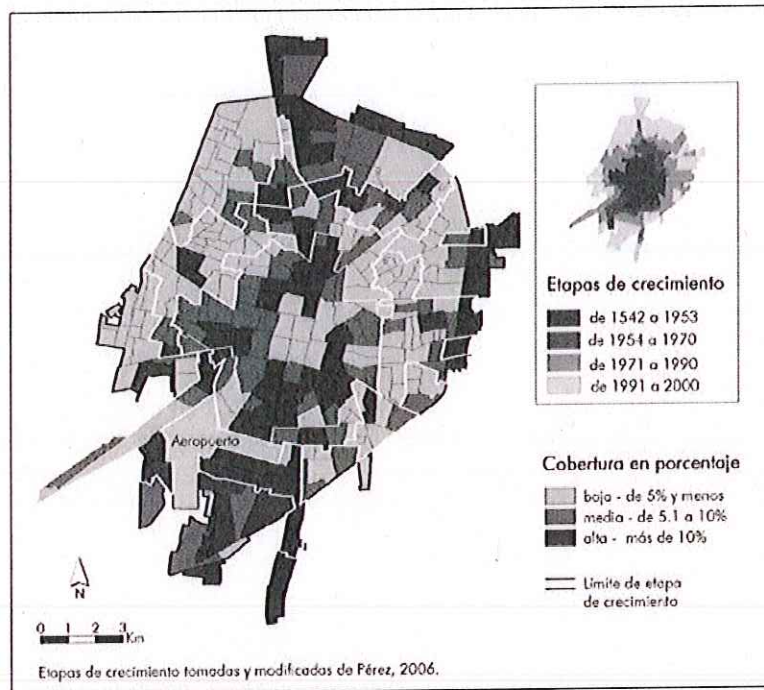 Aeropuerto
N
0 1 2 3
Km
Etapas de crecimiento tomadas y modificadas de Pérez, 2006.
Etapas de crecimiento
de 1542 a 1953
de 1954 a 1970
de 1971 a 1990
de 1991 a 2000
Cobertura en porcentaje
baja - de 5% y menos
media - de 5.1 a 10%
alta - más de 10%
Límite de etapa
de crecimiento